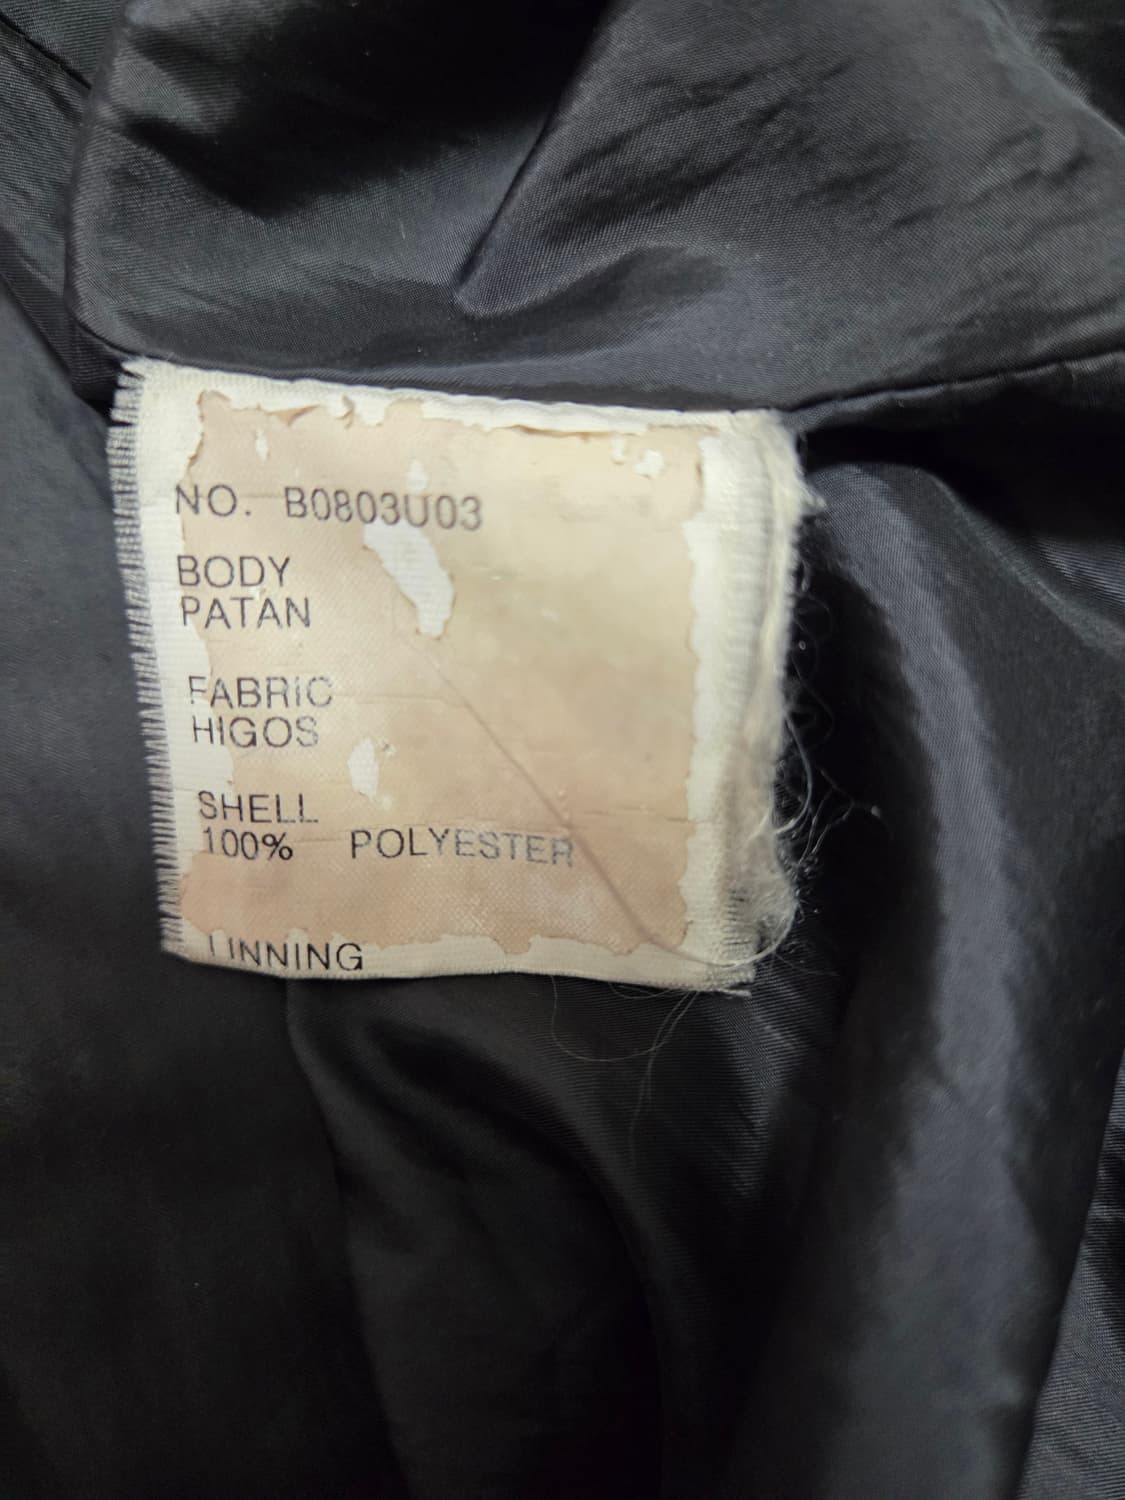 NO. B0803U03
BODY
PATAN
FABRIC
HIGOS
SHELL
100% POLYESTER
LINNING